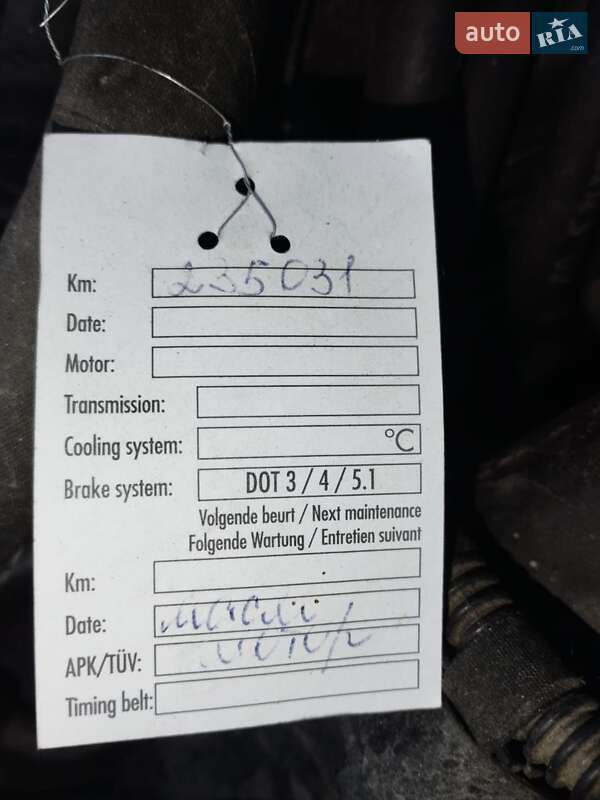 auto RIA .com
Km: 235031
Date:
Motor:
Transmission:
Cooling system: °C
Brake system: DOT 3 / 4 / 5.1
Volgende beurt / Next maintenance
Folgende Wartung / Entretien suivant
Km:
Date:
APK/TÜV:
Timing belt: